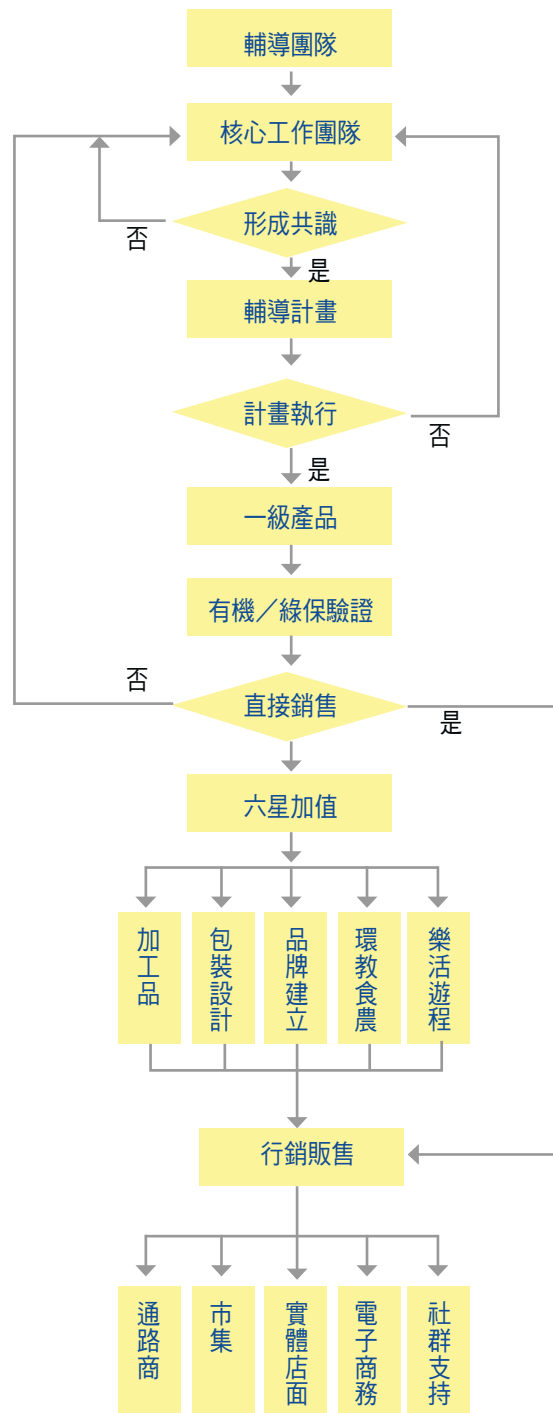 輔導團隊
核心工作團隊
形成共識
否
是
輔導計畫
計畫執行
否
是
一級產品
有機／綠保驗證
否
直接銷售
是
六星加值
加工品
包裝設計
品牌建立
環教食農
樂活遊程
行銷販售
通路商
市集
實體店面
電子商務
社群支持